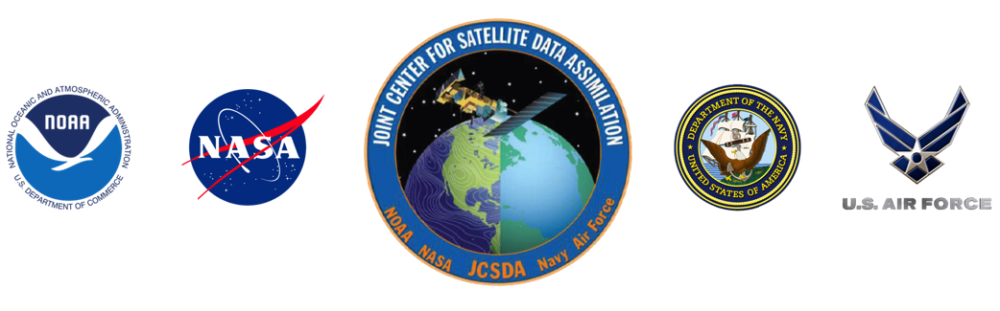 NATIONAL OCEANIC AND ATMOSPHERIC ADMINISTRATION
NOAA
U.S. DEPARTMENT OF COMMERCE
NASA
JOINT CENTER FOR SATELLITE DATA ASSIMILATION
NOAA NASA JCSDA Navy Air Force
DEPARTMENT OF THE NAVY
UNITED STATES OF AMERICA
U.S. AIR FORCE